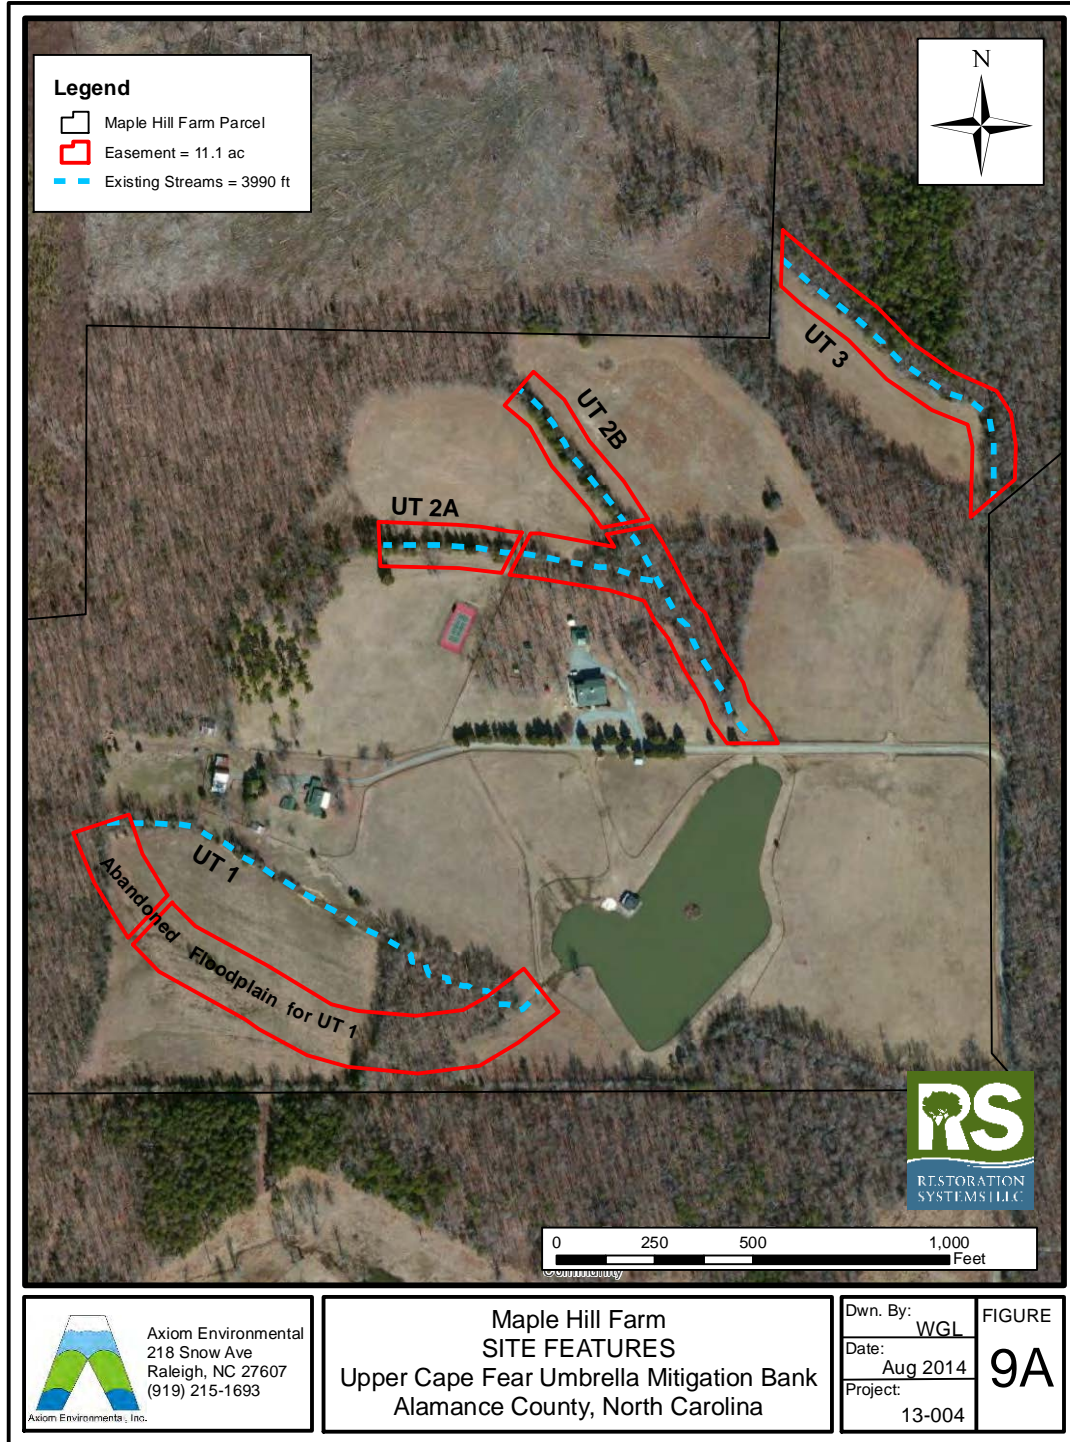 Legend
Maple Hill Farm Parcel
Easement = 11.1 ac
Existing Streams = 3990 ft
N
UT 3
UT 2B
UT 2A
UT 1
Abandoned Floodplain for UT 1
RS
RESTORATION
SYSTEMS | LLC
0 250 500 1,000
Feet
Community
Axiom Environmental, Inc.
Axiom Environmental
218 Snow Ave
Raleigh, NC 27607
(919) 215-1693
Maple Hill Farm
SITE FEATURES
Upper Cape Fear Umbrella Mitigation Bank
Alamance County, North Carolina
Dwn. By:
WGL
Date:
Aug 2014
Project:
13-004
FIGURE
9A